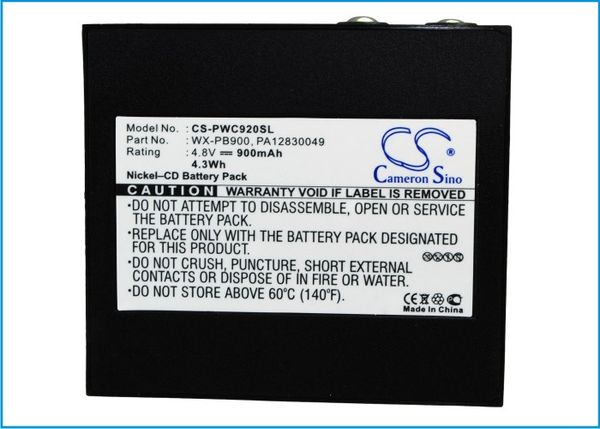 Model No. : CS-PWC920SL
Part No. : WX-PB900, PA12830049
Rating : 4.8V ⎓ 900mAh
4.3Wh
Nickel–CD Battery Pack
CS
Cameron Sino
CAUTION WARRANTY IS VOID IF LABEL IS REMOVED
•DO NOT ATTEMPT TO DISASSEMBLE, OPEN OR SERVICE THE BATTERY PACK.
•REPLACE ONLY WITH THE BATTERY PACK DESIGNATED FOR THIS PRODUCT.
•DO NOT CRUSH, PUNCTURE, SHORT EXTERNAL CONTACTS, OR DISPOSE OF IN FIRE OR WATER.
•DO NOT STORE ABOVE 60°C (140°F)
CE
Made In China